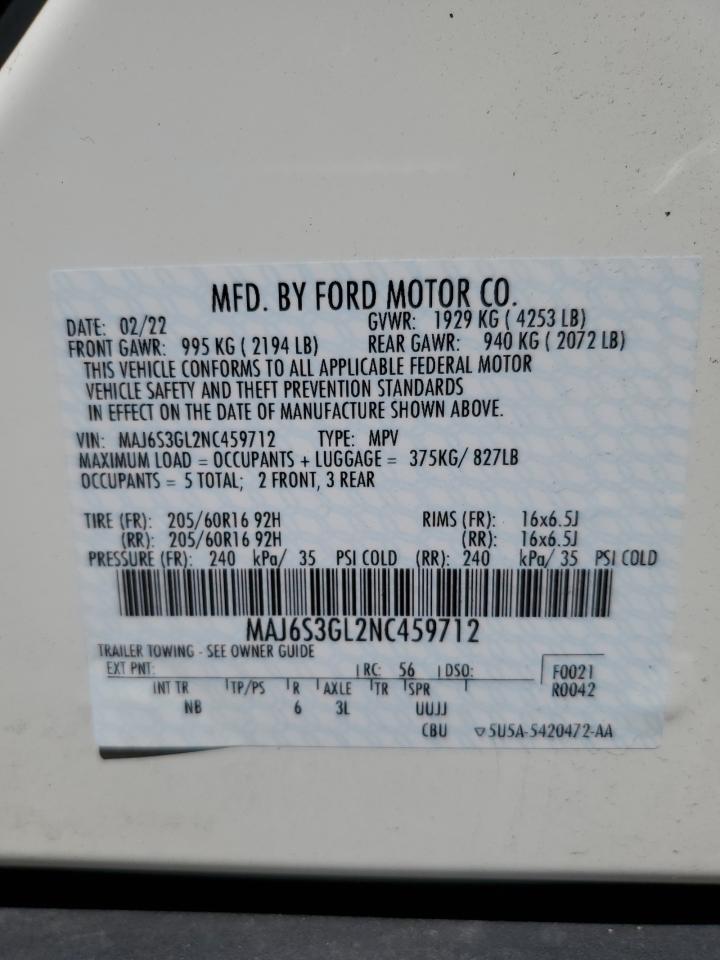 MFD. BY FORD MOTOR CO.
DATE: 02/22 GVWR: 1929 KG ( 4253 LB)
FRONT GAWR: 995 KG ( 2194 LB) REAR GAWR: 940 KG ( 2072 LB)
THIS VEHICLE CONFORMS TO ALL APPLICABLE FEDERAL MOTOR
VEHICLE SAFETY AND THEFT PREVENTION STANDARDS
IN EFFECT ON THE DATE OF MANUFACTURE SHOWN ABOVE.
VIN: MAJ6S3GL2NC459712 TYPE: MPV
MAXIMUM LOAD = OCCUPANTS + LUGGAGE = 375KG/ 827LB
OCCUPANTS = 5 TOTAL; 2 FRONT, 3 REAR
TIRE (FR): 205/60R16 92H RIMS (FR): 16x6.5J
(RR): 205/60R16 92H (RR): 16x6.5J
PRESSURE (FR): 240 kPa/ 35 PSI COLD (RR): 240 kPa/ 35 PSI COLD
MAJ6S3GL2NC459712
TRAILER TOWING - SEE OWNER GUIDE
EXT PNT: RC: 56 DSO: F0021
INT TR TP/PS R AXLE TR SPR R0042
NB 6 3L UUJJ
CBU ▽5U5A-5420472-AA